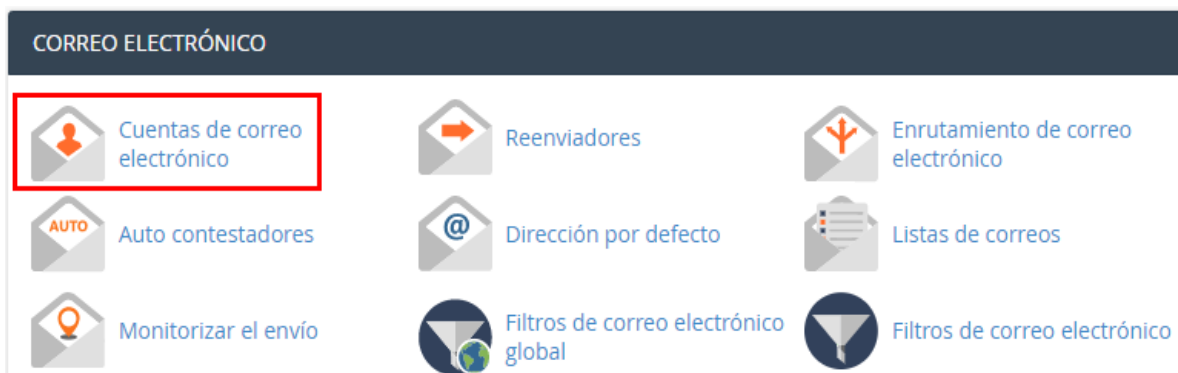 CORREO ELECTRÓNICO
Cuentas de correo
electrónico
Reenviadores
Enrutamiento de correo
electrónico
AUTO
Auto contestadores
@
Dirección por defecto
Listas de correos
Monitorizar el envío
Filtros de correo electrónico
global
Filtros de correo electrónico